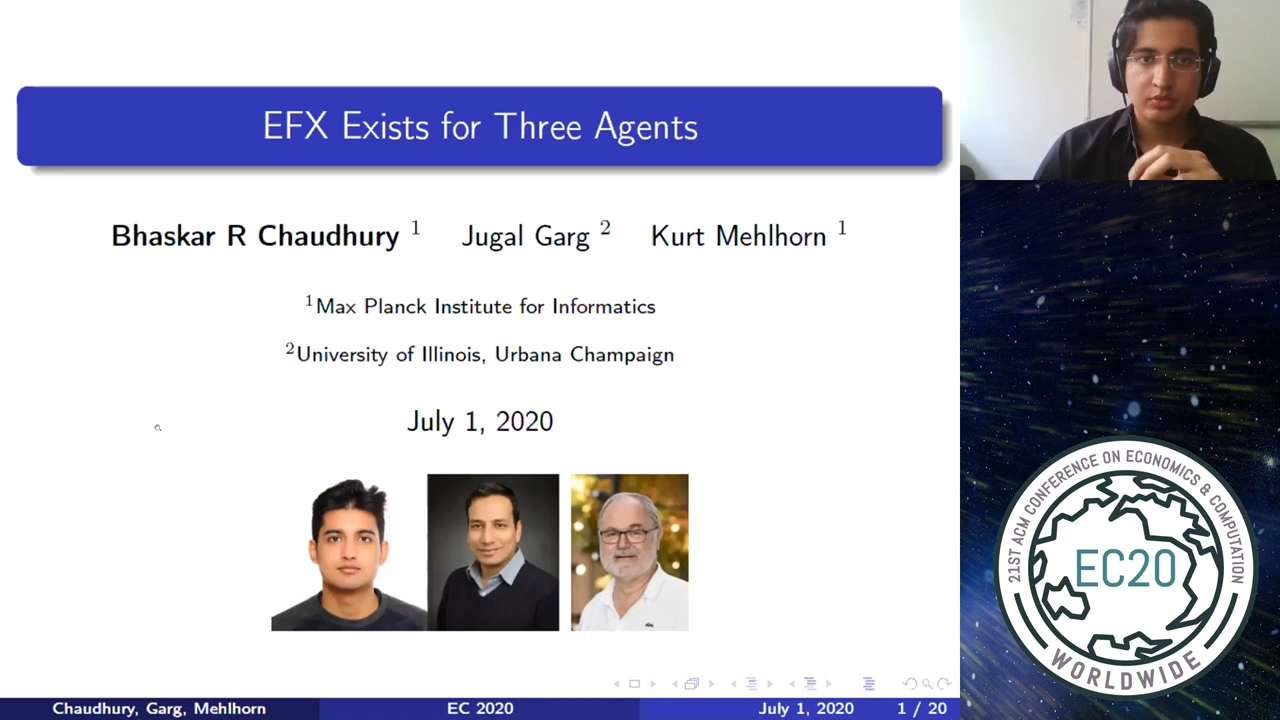 EFX Exists for Three Agents
Bhaskar R Chaudhury 1 Jugal Garg 2 Kurt Mehlhorn 1
1Max Planck Institute for Informatics
2University of Illinois, Urbana Champaign
July 1, 2020
Chaudhury, Garg, Mehlhorn EC 2020 July 1, 2020 1 / 20
21ST ACM CONFERENCE ON ECONOMICS & COMPUTATION
EC20
WORLDWIDE